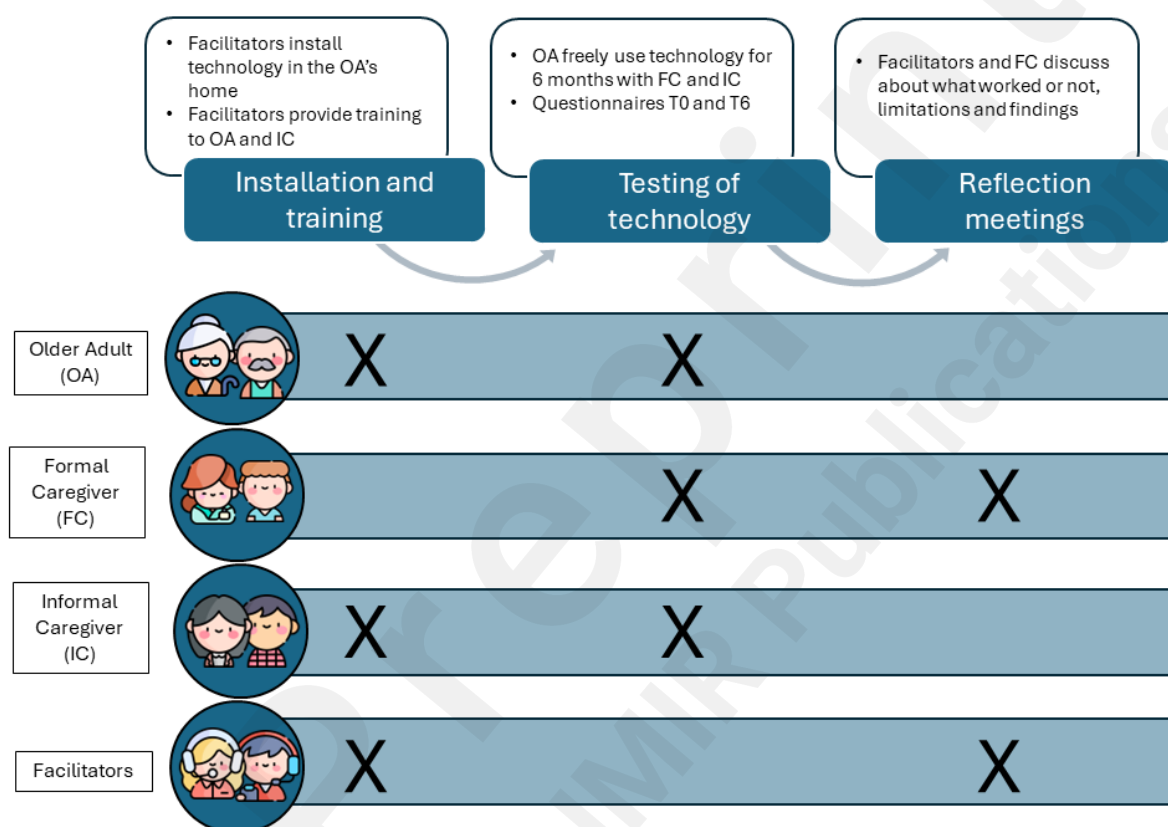 • Facilitators install
technology in the OA's
home
• Facilitators provide training
to OA and IC
Installation and
training
• OA freely use technology for
6 months with FC and IC
• Questionnaires T0 and T6
Testing of
technology
• Facilitators and FC discuss
about what worked or not,
limitations and findings
Reflection
meetings
Older Adult
(OA)
X X
Formal
Caregiver
(FC)
X X
Informal
Caregiver
(IC)
X X
Facilitators
X X
Preprint
JMIR Publications